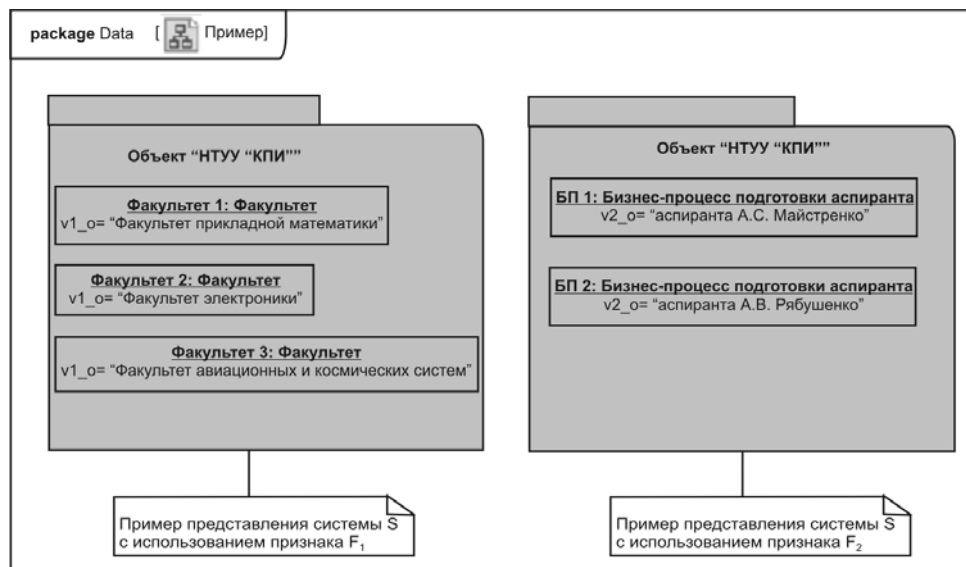 package Data [ Пример]
Объект “НТУУ “КПИ””
Факультет 1: Факультет
v1_o= “Факультет прикладной математики”
Факультет 2: Факультет
v1_o= “Факультет электроники”
Факультет 3: Факультет
v1_o= “Факультет авиационных и космических систем”
Пример представления системы S
с использованием признака F₁
Объект “НТУУ “КПИ””
БП 1: Бизнес-процесс подготовки аспиранта
v2_o= “аспиранта А.С. Майстренко”
БП 2: Бизнес-процесс подготовки аспиранта
v2_o= “аспиранта А.В. Рябушенко”
Пример представления системы S
с использованием признака F₂